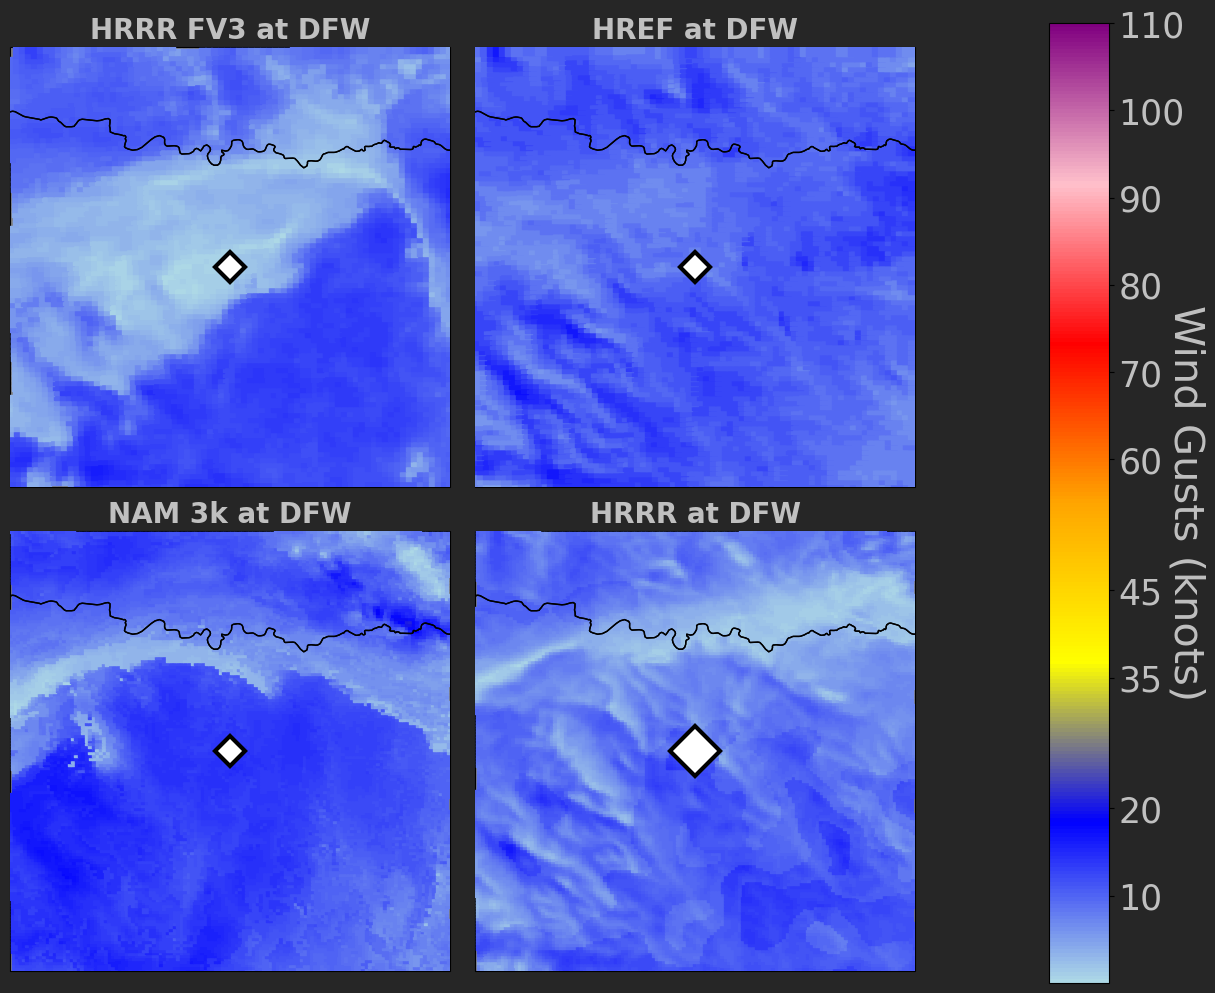 HRRR FV3 at DFW
HREF at DFW
NAM 3k at DFW
HRRR at DFW
110
100
90
80
70
60
45
35
20
10
Wind Gusts (knots)